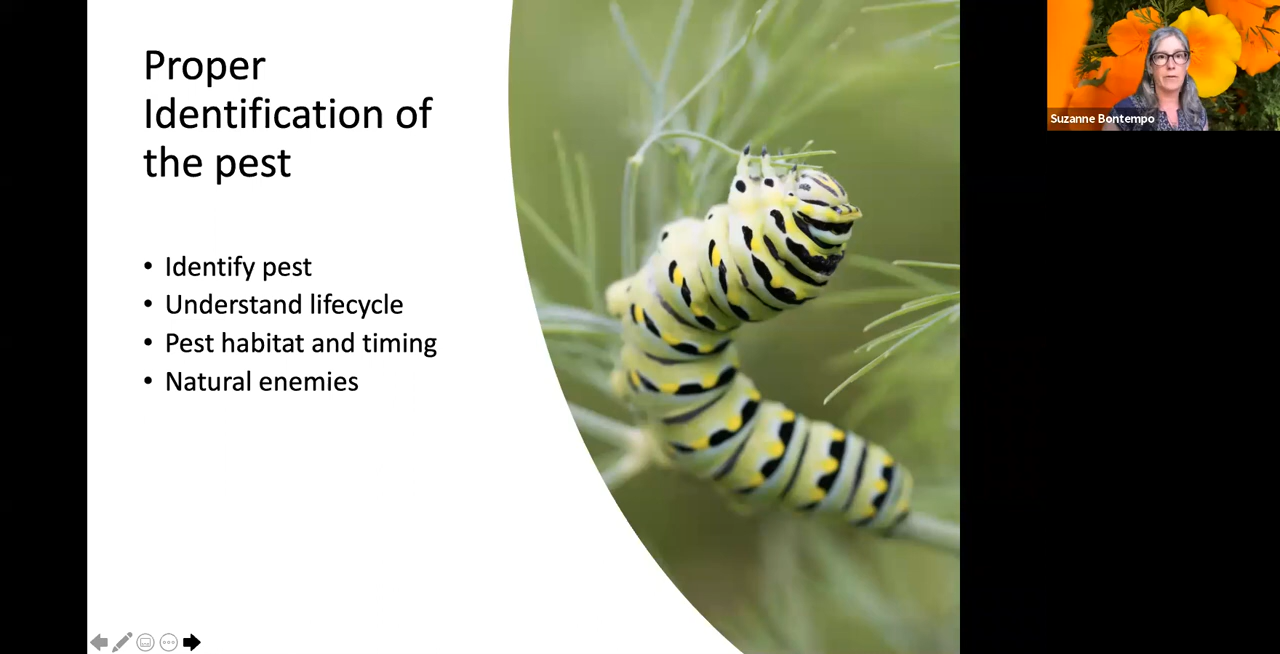 Proper
Identification of
the pest
• Identify pest
• Understand lifecycle
• Pest habitat and timing
• Natural enemies
Suzanne Bontempo